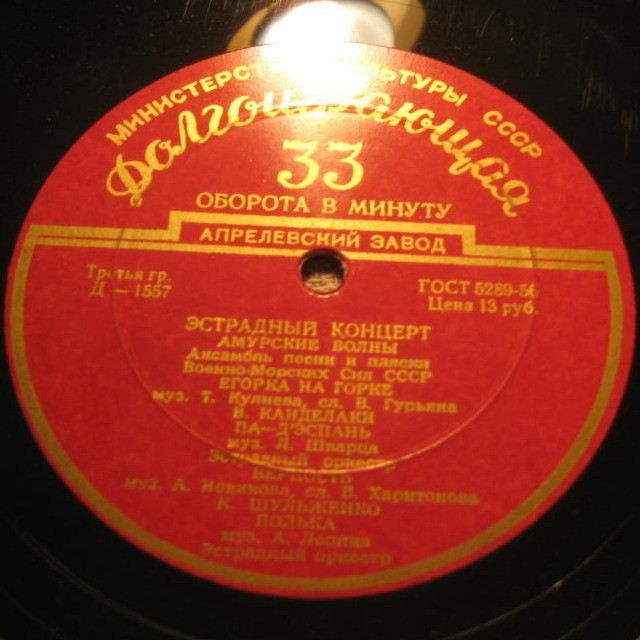 МИНИСТЕРСТВО КУЛЬТУРЫ СССР
Долгоиграющая
33
ОБОРОТА В МИНУТУ
АПРЕЛЕВСКИЙ ЗАВОД
Третья гр.
Д — 1557
ГОСТ 5289-56
Цена 13 руб.
ЭСТРАДНЫЙ КОНЦЕРТ
АМУРСКИЕ ВОЛНЫ
Ансамбль песни и пляски
Военно-Морских Сил СССР
ЕГОРКА НА ГОРКЕ
муз. Т. Кулиева, сл. В. Гурьяна
В. КАНДЕЛАКИ
ПА-Д'ЭСПАНЬ
муз. Л. Шварца
Эстрадный оркестр
ВЕРНОСТЬ
муз. А. Новикова, сл. В. Харитонова
К. ШУЛЬЖЕНКО
ПОЛЬКА
муз. А.
Эстрадный оркестр